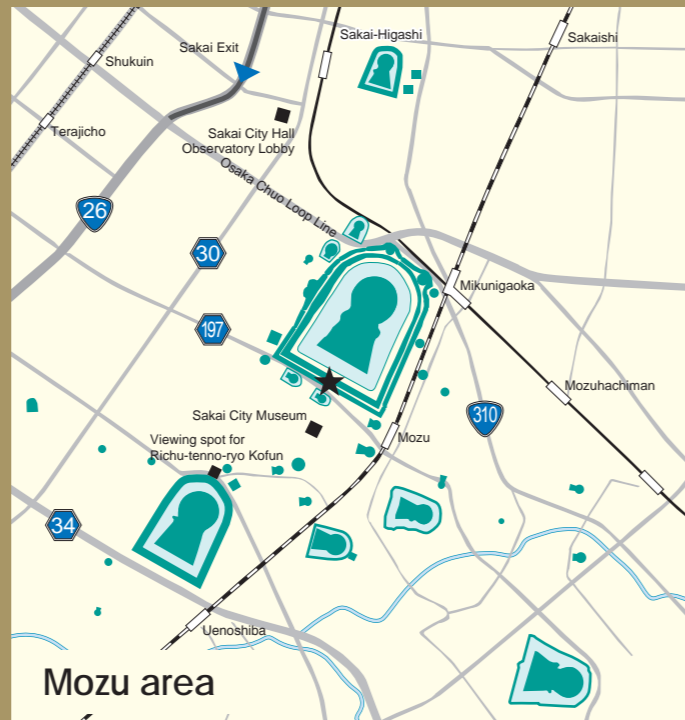 Sakai-Higashi
Sakaishi
Sakai Exit
Shukuin
Terajicho
Sakai City Hall
Observatory Lobby
Osaka Chuo Loop Line
26
30
197
Mikunigaoka
Mozuhachiman
310
Sakai City Museum
Mozu
Viewing spot for
Richu-tenno-ryo Kofun
34
Uenoshiba
Mozu area